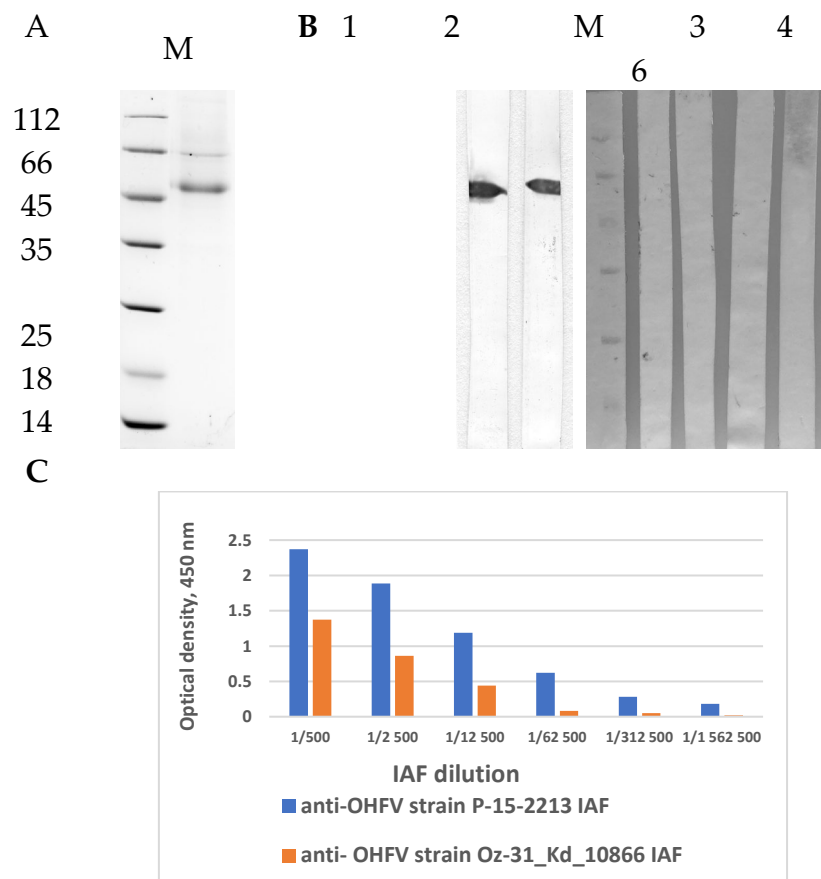 A
M
B 1 2 M 3 4
6
112
66
45
35
25
18
14
C
Optical density, 450 nm
2.5
2
1.5
1
0.5
0
1/500 1/2 500 1/12 500 1/62 500 1/312 500 1/1 562 500
IAF dilution
anti-OHFV strain P-15-2213 IAF
anti- OHFV strain Oz-31_Kd_10866 IAF